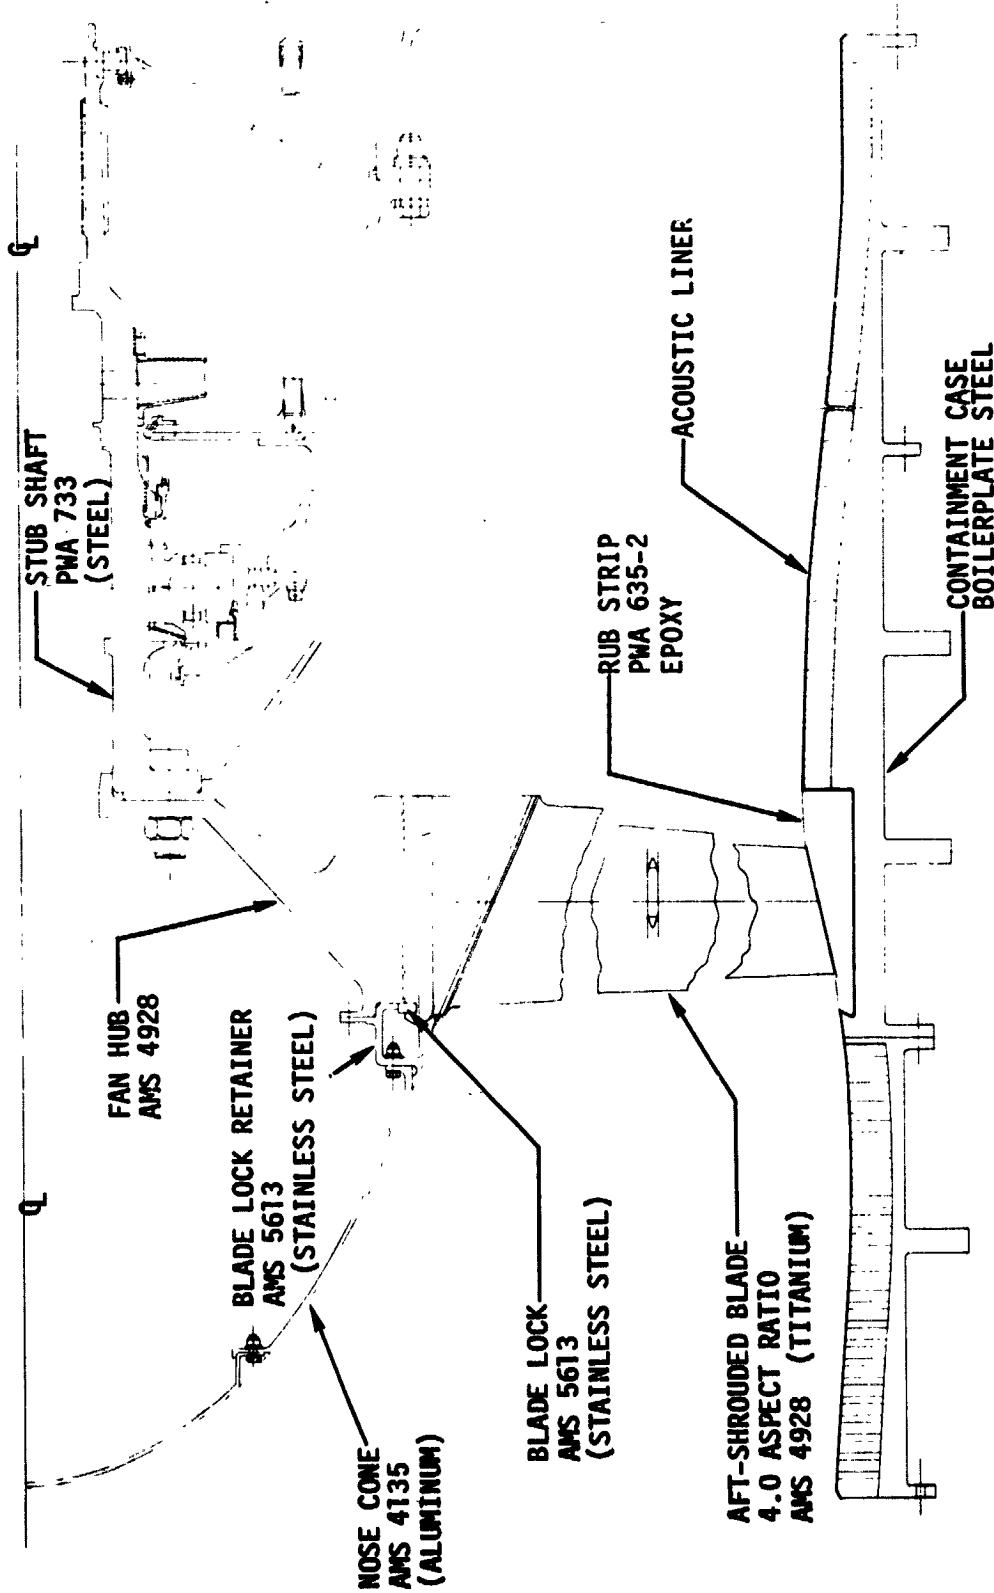 ℄
℄
STUB SHAFT
PWA 733
(STEEL)
FAN HUB
AMS 4928
BLADE LOCK RETAINER
AMS 5613
(STAINLESS STEEL)
NOSE CONE
AMS 4135
(ALUMINUM)
BLADE LOCK
AMS 5613
(STAINLESS STEEL)
AFT-SHROUDED BLADE
4.0 ASPECT RATIO
AMS 4928 (TITANIUM)
RUB STRIP
PWA 635-2
EPOXY
ACOUSTIC LINER
CONTAINMENT CASE
BOILERPLATE STEEL